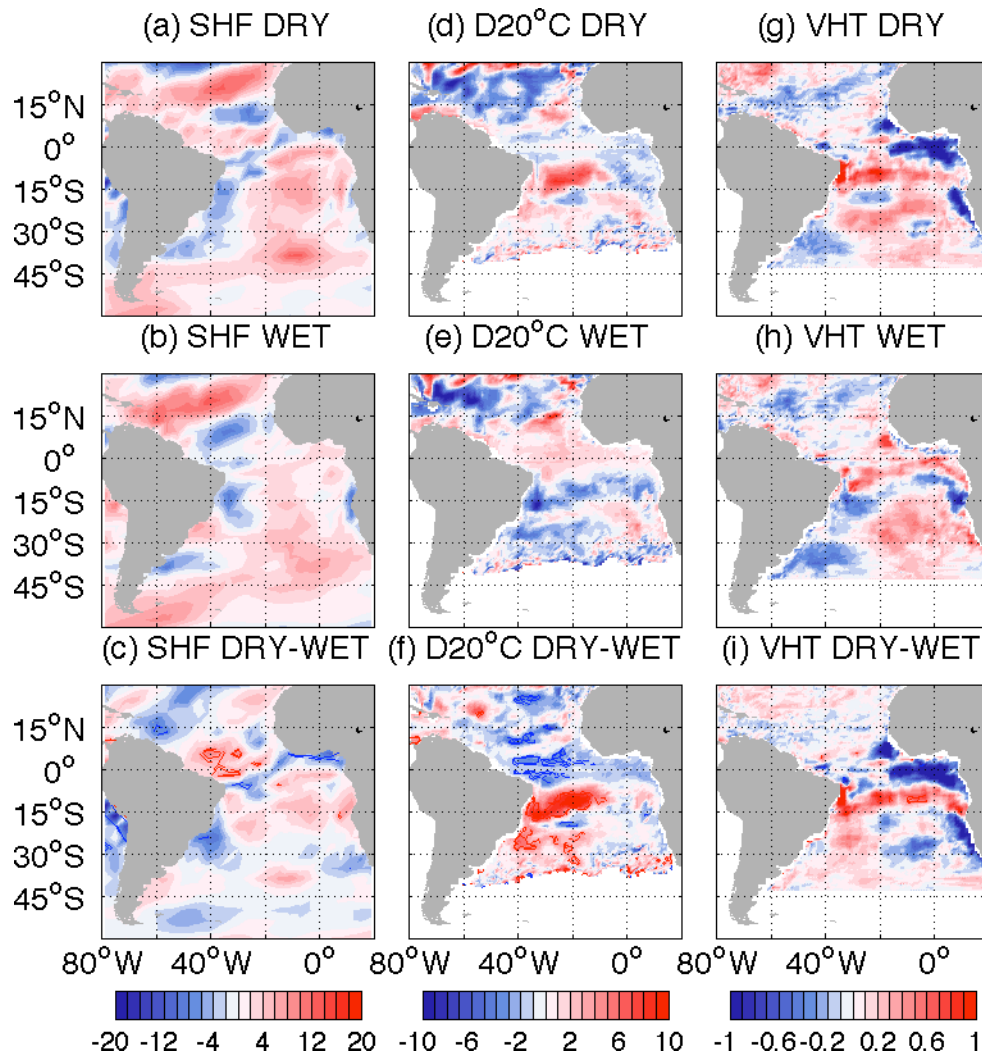 (a) SHF DRY
(d) D20°C DRY
(g) VHT DRY
15°N
0°
15°S
30°S
45°S
(b) SHF WET
(e) D20°C WET
(h) VHT WET
15°N
0°
15°S
30°S
45°S
(c) SHF DRY-WET
(f) D20°C DRY-WET
(i) VHT DRY-WET
15°N
0°
15°S
30°S
45°S
80°W 40°W 0° 40°W 0° 40°W 0°
-20 -12 -4 4 12 20
-10 -6 -2 2 6 10
-1 -0.6 -0.2 0.2 0.6 1